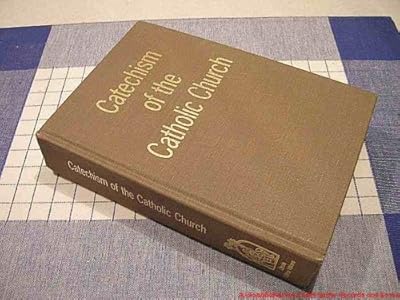 Catechism
of the
Catholic Church
Catechism of the Catholic Church